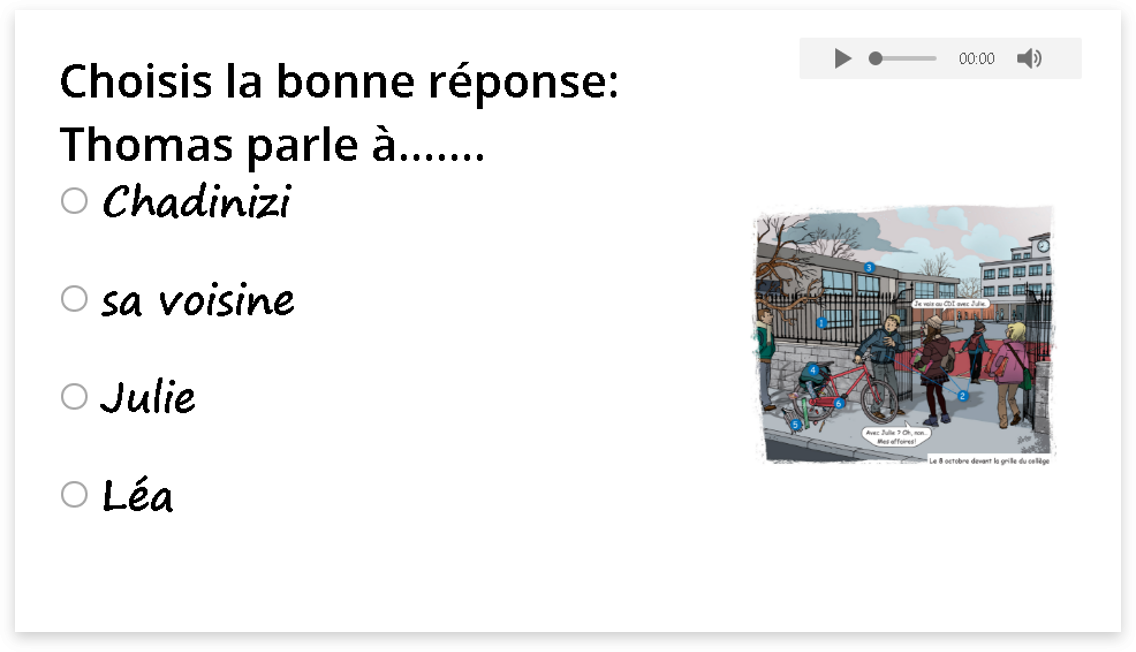 Choisis la bonne réponse:
00:00
Thomas parle à.......
Chadinizi
sa voisine
Julie
Léa
3
Je vais au CDI avec Julie.
1
4
2
6
5
Avec Julie ? Oh, non...
Mes affaires!
Le 8 octobre devant la grille du collège